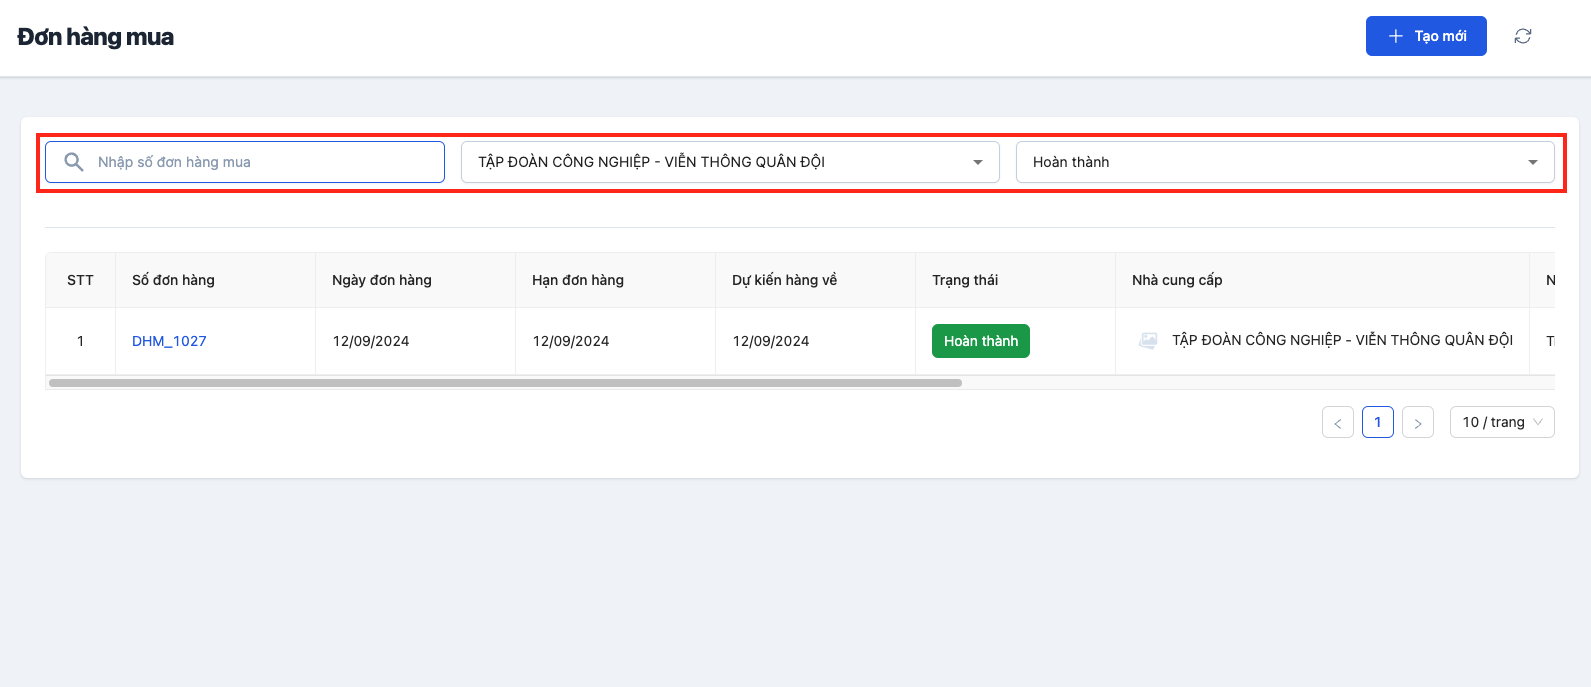 Đơn hàng mua
Tạo mới
Nhập số đơn hàng mua
TẬP ĐOÀN CÔNG NGHIỆP - VIỄN THÔNG QUÂN ĐỘI
Hoàn thành
STT Số đơn hàng Ngày đơn hàng Hạn đơn hàng Dự kiến hàng về Trạng thái Nhà cung cấp N
1 DHM_1027 12/09/2024 12/09/2024 12/09/2024 Hoàn thành TẬP ĐOÀN CÔNG NGHIỆP - VIỄN THÔNG QUÂN ĐỘI
< 1 > 10 / trang